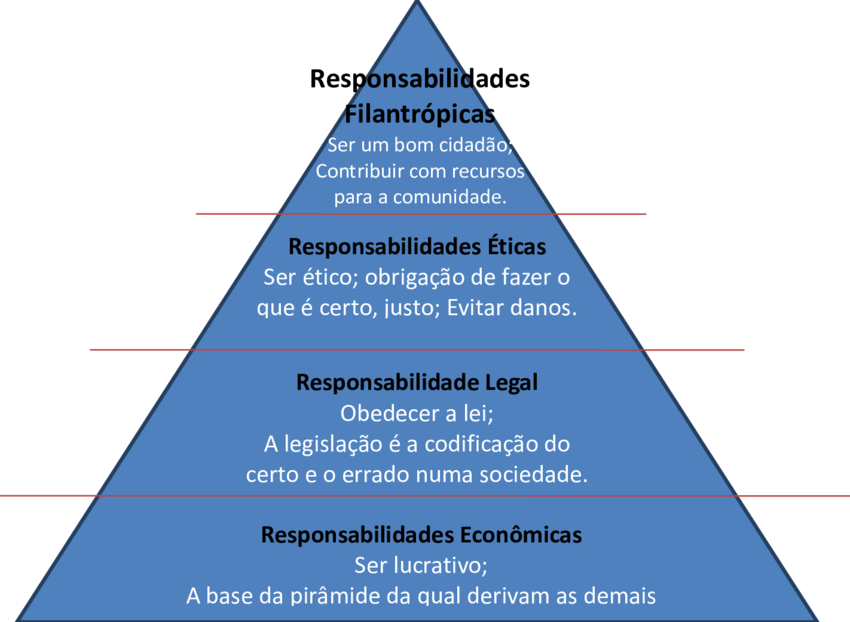 Responsabilidades
Filantrópicas
Ser um bom cidadão;
Contribuir com recursos
para a comunidade.
Responsabilidades Éticas
Ser ético; obrigação de fazer o
que é certo, justo; Evitar danos.
Responsabilidade Legal
Obedecer a lei;
A legislação é a codificação do
certo e o errado numa sociedade.
Responsabilidades Econômicas
Ser lucrativo;
A base da pirâmide da qual derivam as demais